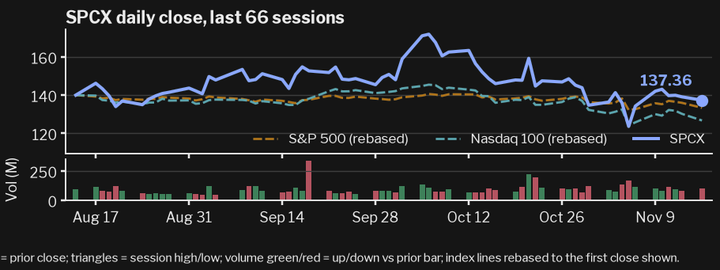 SPCX daily close, last 66 sessions
160
140
120
137.36
S&P 500 (rebased) Nasdaq 100 (rebased) SPCX
Vol (M)
250
0
Aug 17 Aug 31 Sep 14 Sep 28 Oct 12 Oct 26 Nov 9
= prior close; triangles = session high/low; volume green/red = up/down vs prior bar; index lines rebased to the first close shown.